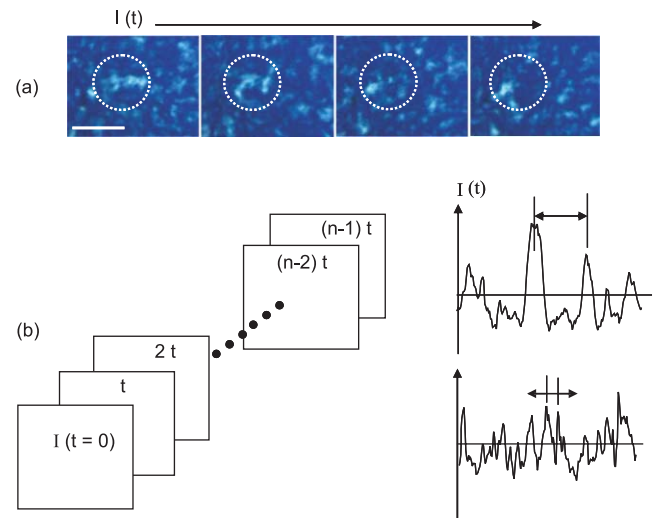 I (t)
(a)
(b)
(n-1) t
(n-2) t
2 t
t
I (t = 0)
I (t)